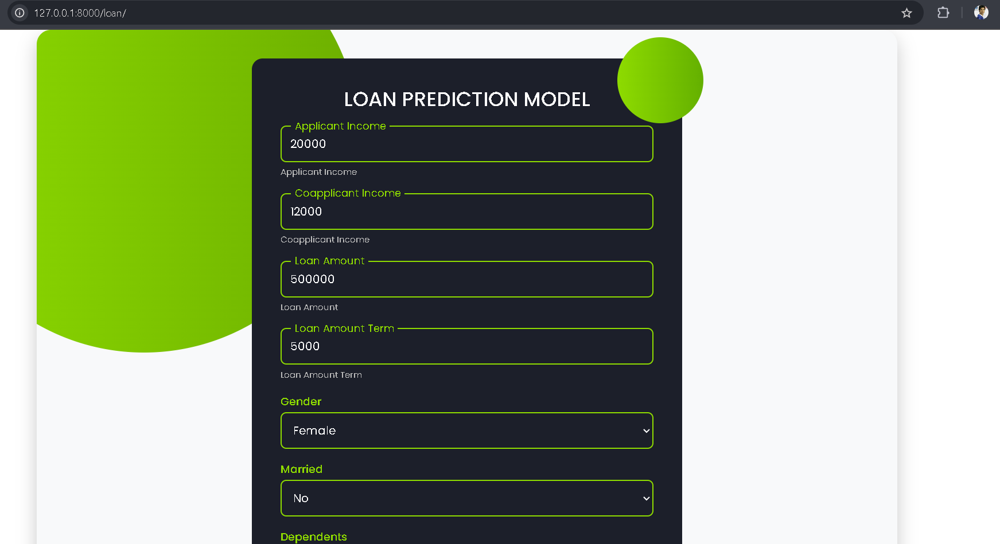 127.0.0.1:8000/loan/
LOAN PREDICTION MODEL
Applicant Income
20000
Applicant Income
Coapplicant Income
12000
Coapplicant Income
Loan Amount
500000
Loan Amount
Loan Amount Term
5000
Loan Amount Term
Gender
Female
Married
No
Dependents